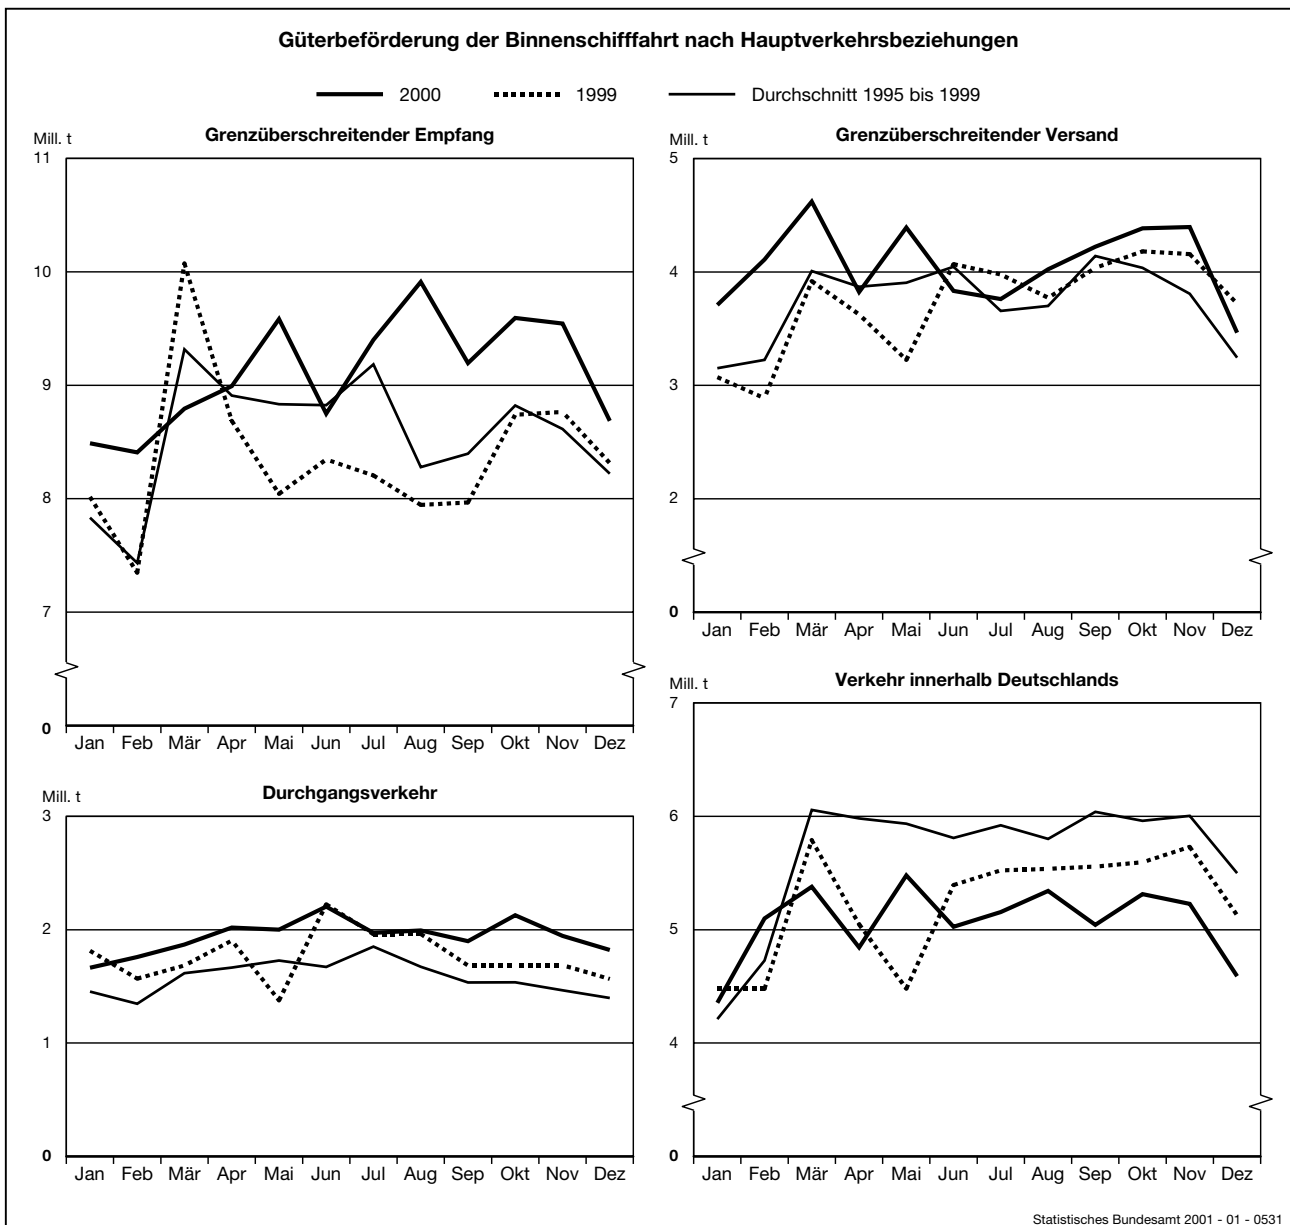 Güterbeförderung der Binnenschifffahrt nach Hauptverkehrsbeziehungen
2000 1999 Durchschnitt 1995 bis 1999
Mill. t Grenzüberschreitender Empfang
11
10
9
8
7
0
Jan Feb Mär Apr Mai Jun Jul Aug Sep Okt Nov Dez
Mill. t Grenzüberschreitender Versand
5
4
3
2
0
Jan Feb Mär Apr Mai Jun Jul Aug Sep Okt Nov Dez
Mill. t Durchgangsverkehr
3
2
1
0
Jan Feb Mär Apr Mai Jun Jul Aug Sep Okt Nov Dez
Mill. t Verkehr innerhalb Deutschlands
7
6
5
4
0
Jan Feb Mär Apr Mai Jun Jul Aug Sep Okt Nov Dez
Statistisches Bundesamt 2001 - 01 - 0531